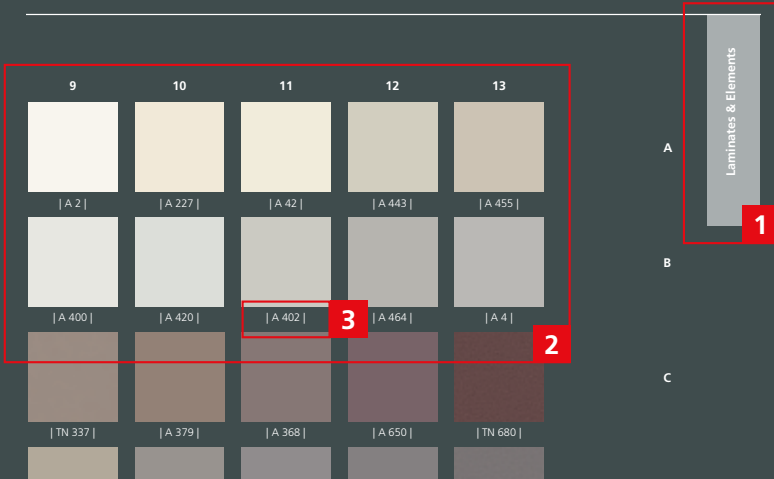 9 10 11 12 13
Laminates & Elements
A
| A 2 | | A 227 | | A 42 | | A 443 | | A 455 |
1
B
| A 400 | | A 420 | | A 402 | 3 | A 464 | | A 4 |
2
C
| TN 337 | | A 379 | | A 368 | | A 650 | | TN 680 |